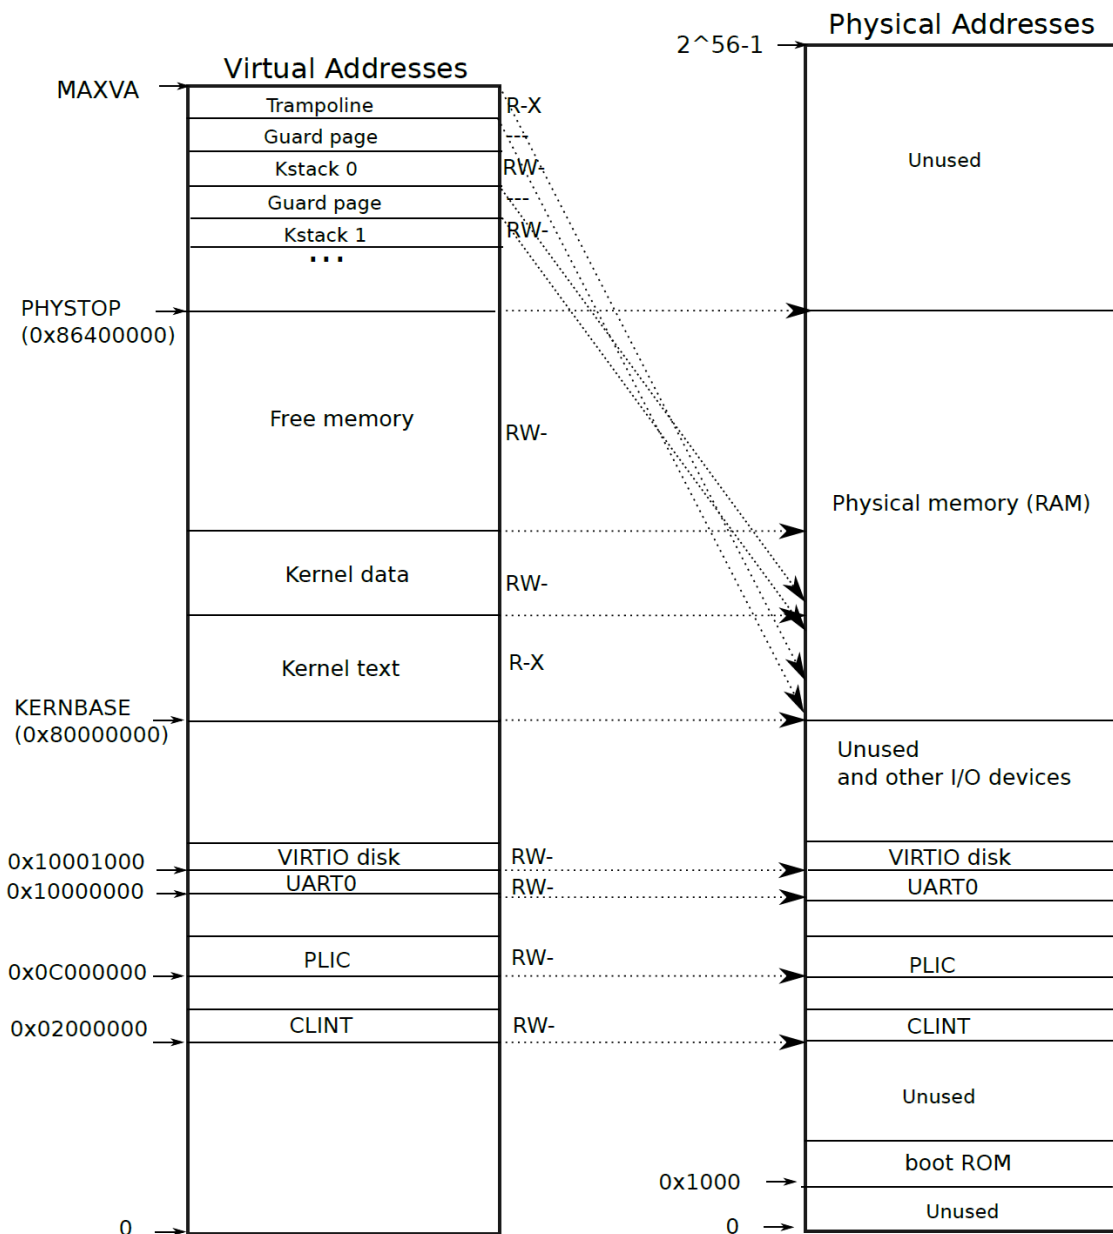 Physical Addresses
2^56-1
Virtual Addresses
MAXVA
Trampoline
R-X
Guard page
---
Unused
Kstack 0
RW-
Guard page
---
Kstack 1
RW-
...
PHYSTOP
(0x86400000)
Free memory
RW-
Physical memory (RAM)
Kernel data
RW-
Kernel text
R-X
KERNBASE
(0x80000000)
Unused
and other I/O devices
0x10001000
VIRTIO disk
RW-
VIRTIO disk
0x10000000
UART0
RW-
UART0
0x0C000000
PLIC
RW-
PLIC
0x02000000
CLINT
RW-
CLINT
Unused
boot ROM
0x1000
Unused
0
0